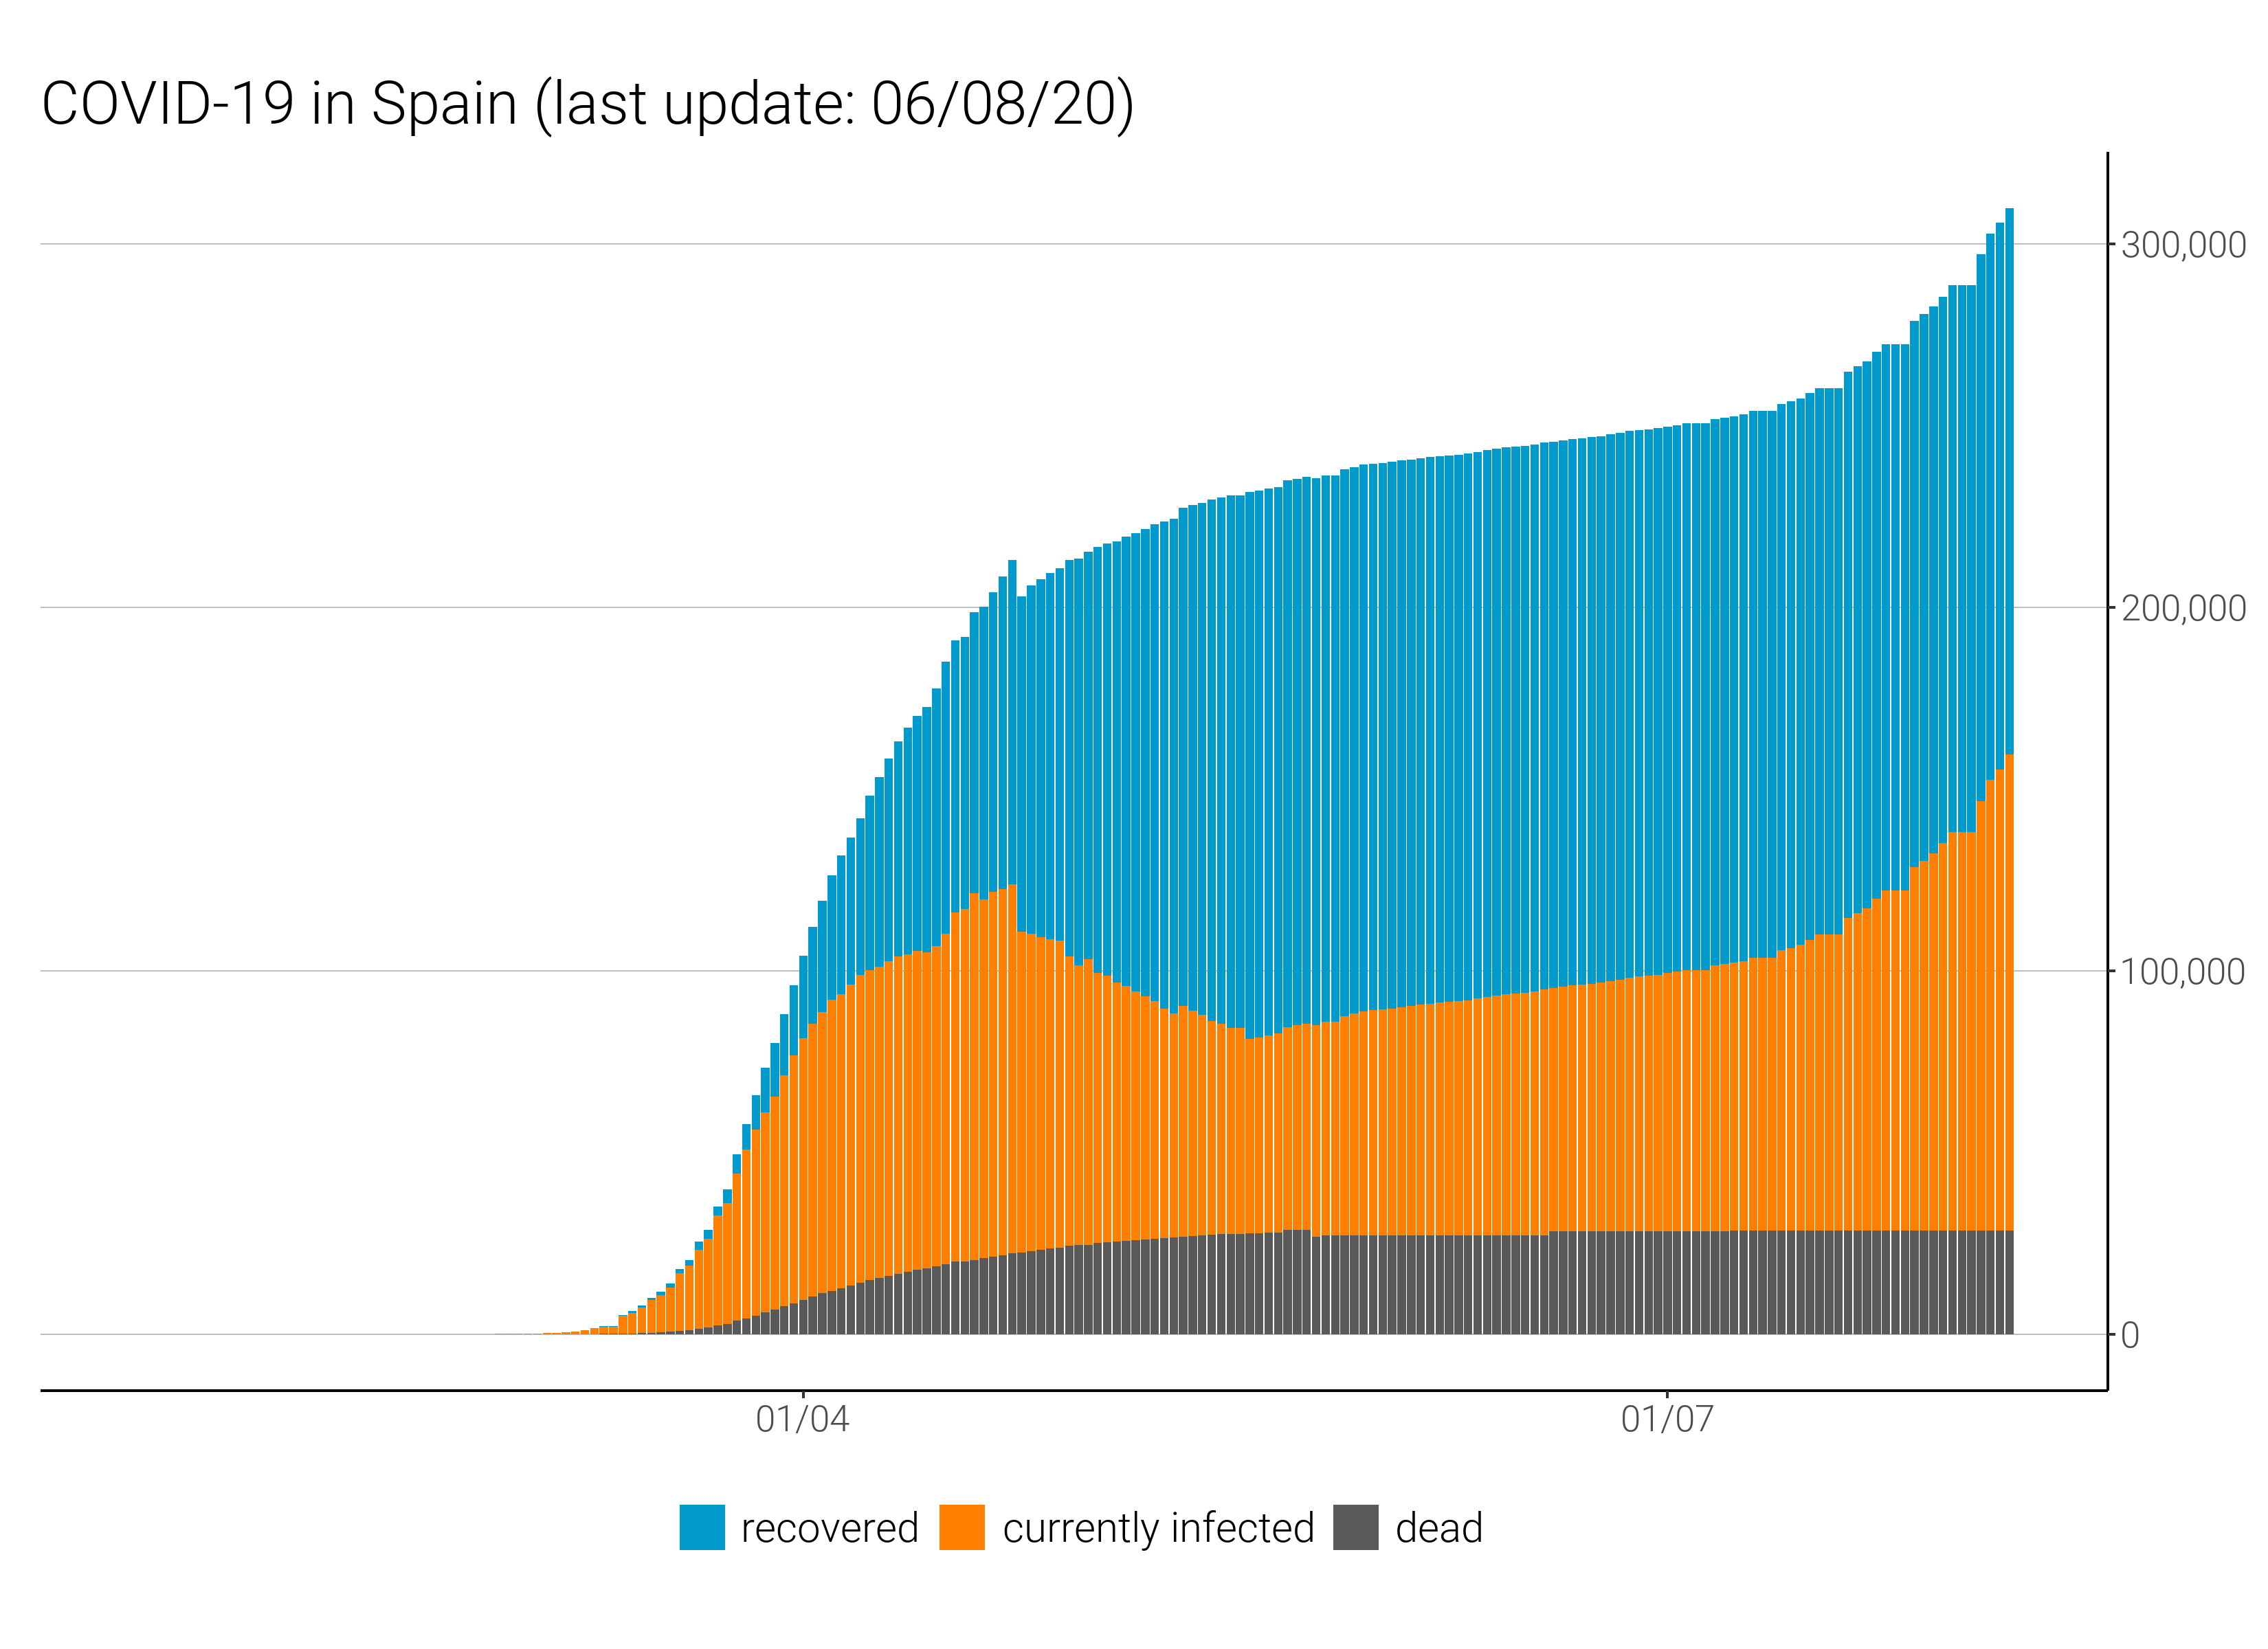 COVID-19 in Spain (last update: 06/08/20)
300,000
200,000
100,000
0
01/04 01/07
recovered currently infected dead